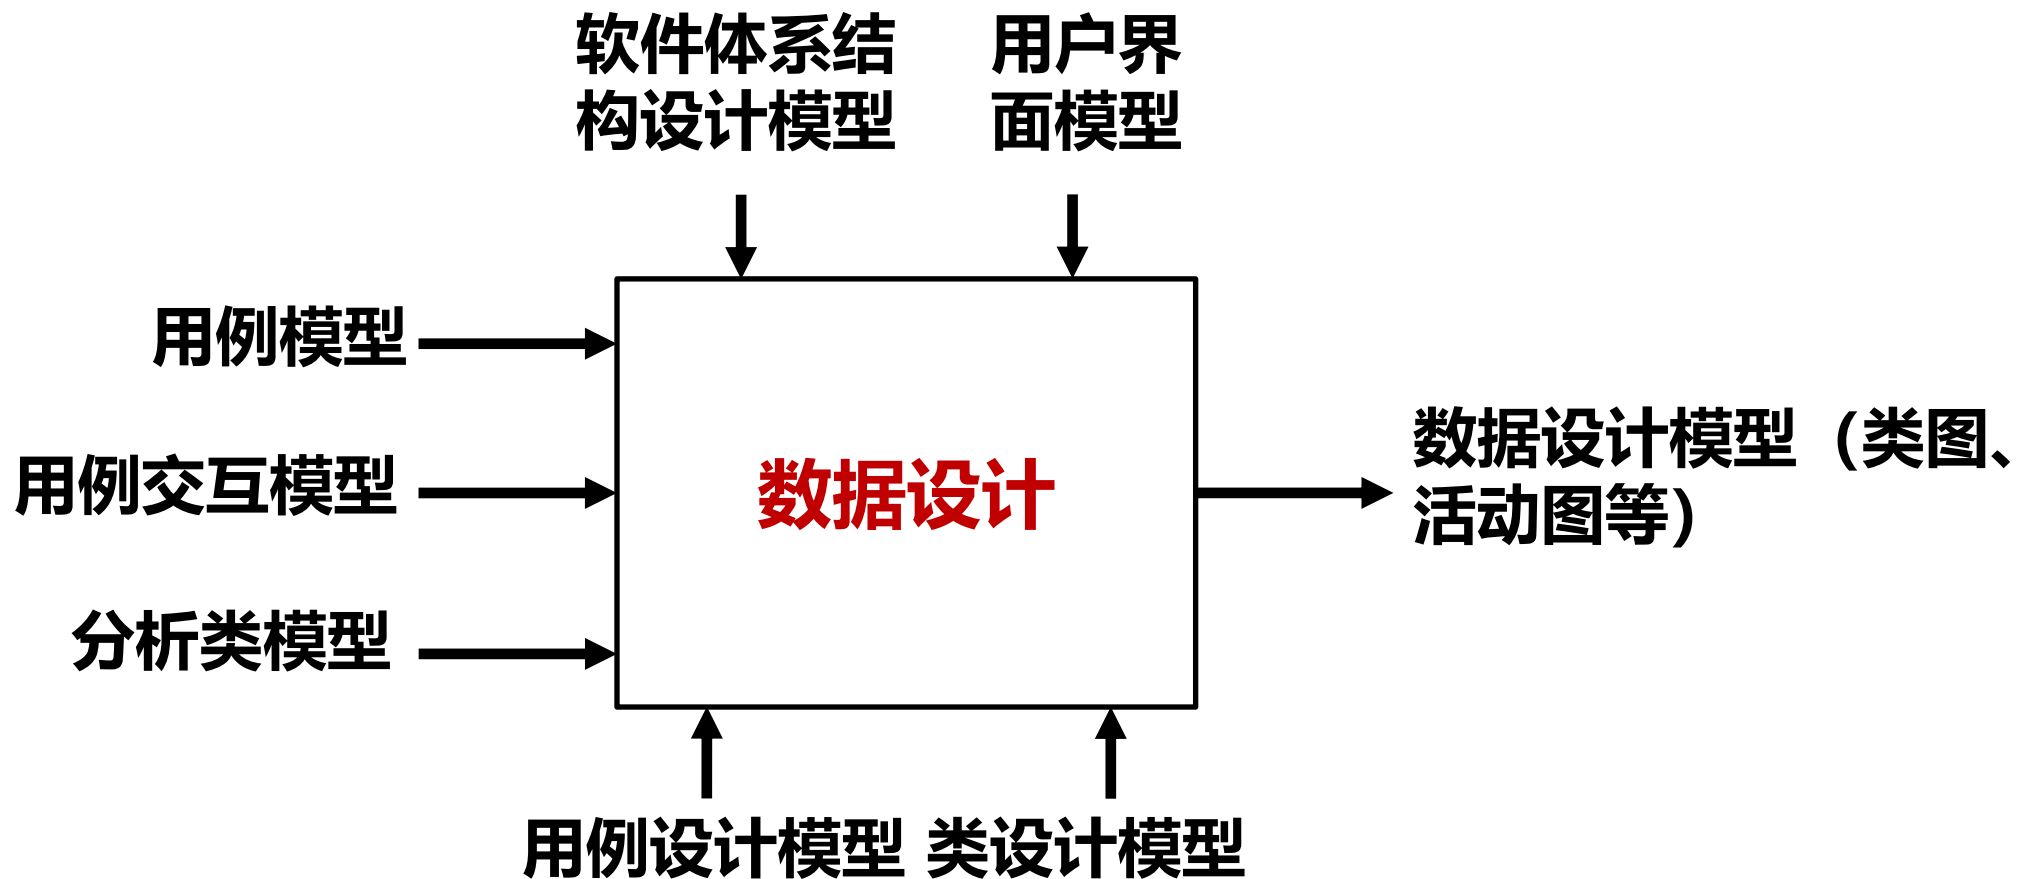 软件体系结
构设计模型
用户界
面模型
用例模型
用例交互模型
分析类模型
数据设计
数据设计模型（类图、
活动图等）
用例设计模型
类设计模型